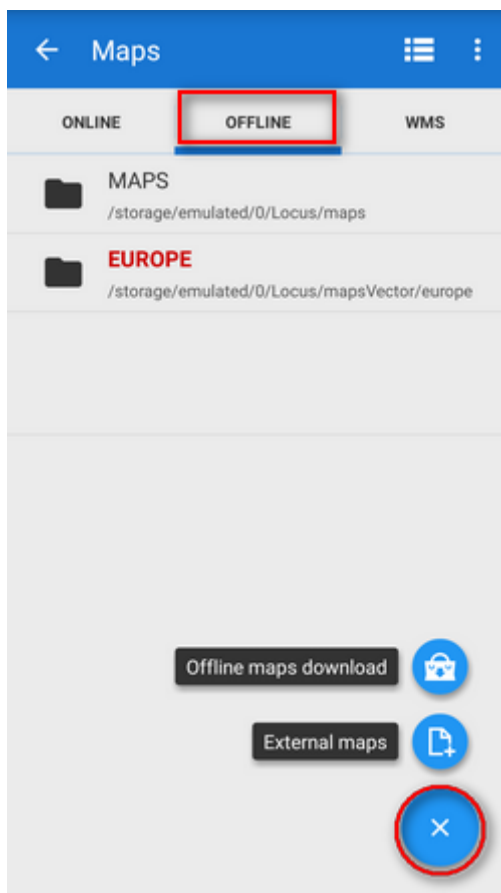 Maps
ONLINE OFFLINE WMS
MAPS
/storage/emulated/0/Locus/maps
EUROPE
/storage/emulated/0/Locus/mapsVector/europe
Offline maps download
External maps